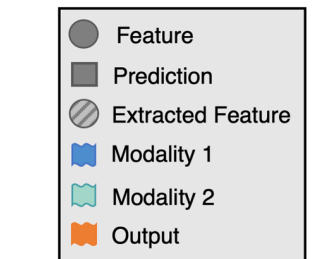 Feature
Prediction
Extracted Feature
Modality 1
Modality 2
Output